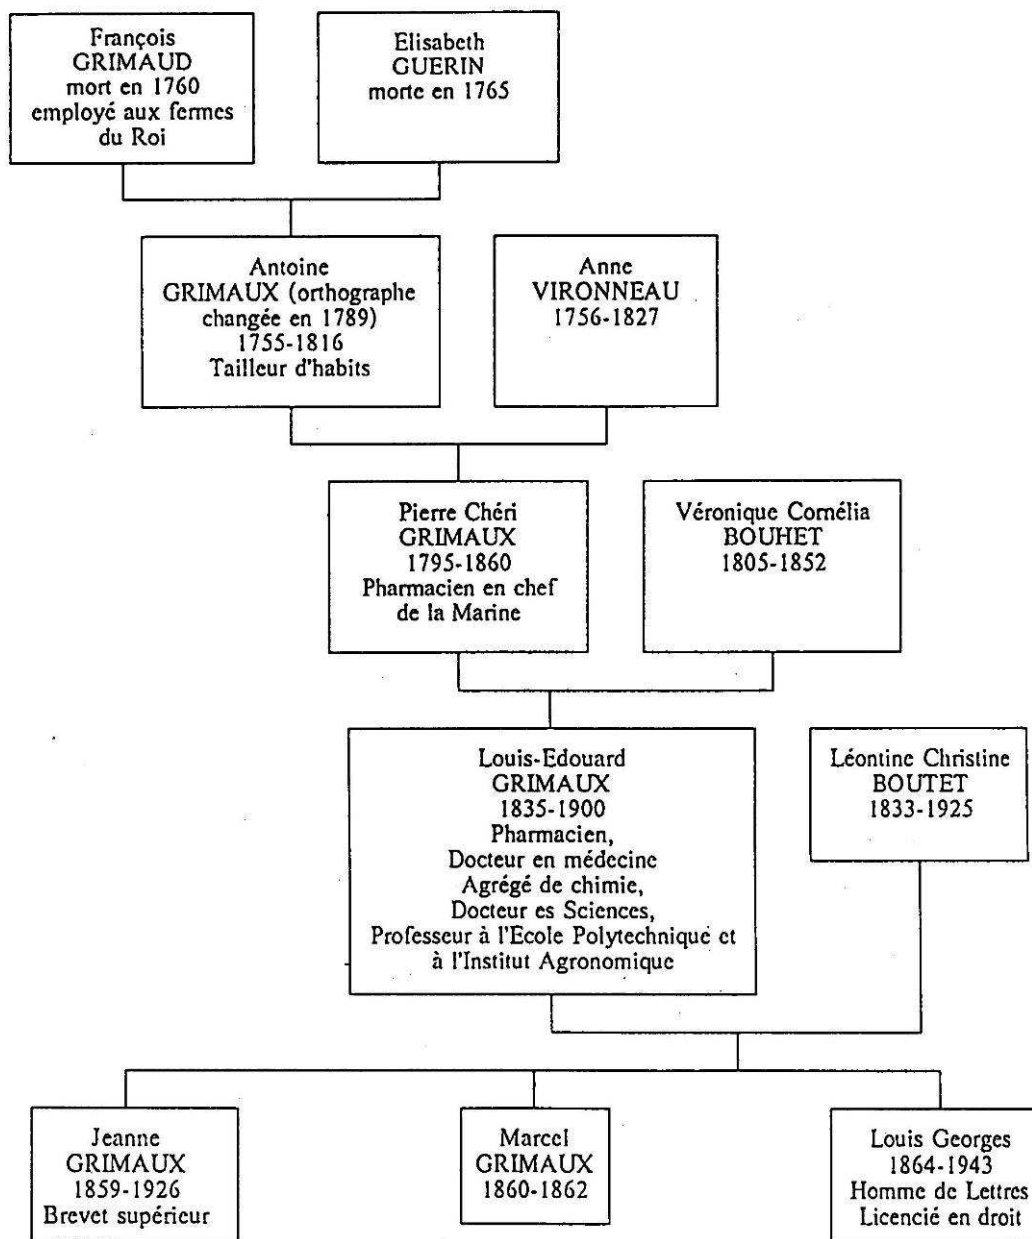 François
GRIMAUD
mort en 1760
employé aux fermes
du Roi
Elisabeth
GUERIN
morte en 1765
Antoine
GRIMAUX (orthographe
changée en 1789)
1755-1816
Tailleur d'habits
Anne
VIRONNEAU
1756-1827
Pierre Chéri
GRIMAUX
1795-1860
Pharmacien en chef
de la Marine
Véronique Cornélia
BOUHET
1805-1852
Louis-Edouard
GRIMAUX
1835-1900
Pharmacien,
Docteur en médecine
Agrégé de chimie,
Docteur es Sciences,
Professeur à l'Ecole Polytechnique et
à l'Institut Agronomique
Léontine Christine
BOUTET
1833-1925
Jeanne
GRIMAUX
1859-1926
Brevet supérieur
Marcel
GRIMAUX
1860-1862
Louis Georges
1864-1943
Homme de Lettres
Licencié en droit